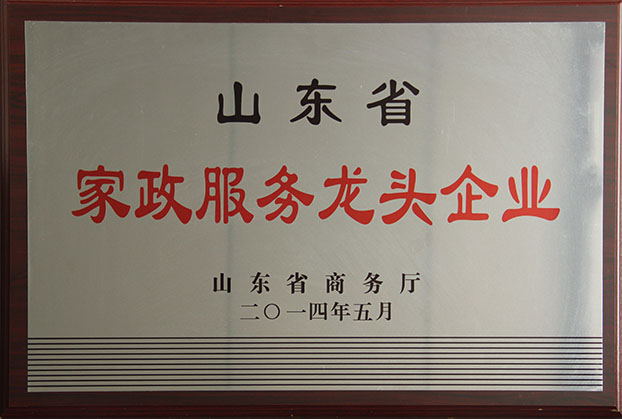 山东省
家政服务龙头企业
山东省商务厅
二〇一四年五月